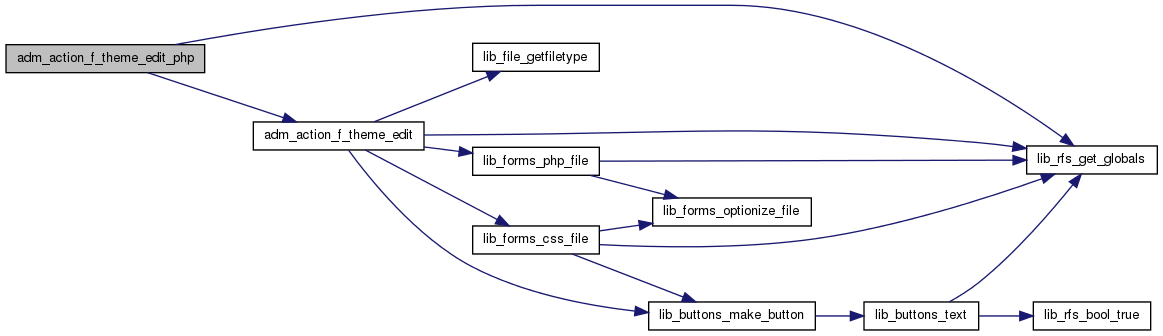 adm_action_f_theme_edit_php
lib_file_getfiletype
adm_action_f_theme_edit
lib_forms_php_file
lib_rfs_get_globals
lib_forms_optionize_file
lib_forms_css_file
lib_buttons_make_button
lib_buttons_text
lib_rfs_bool_true